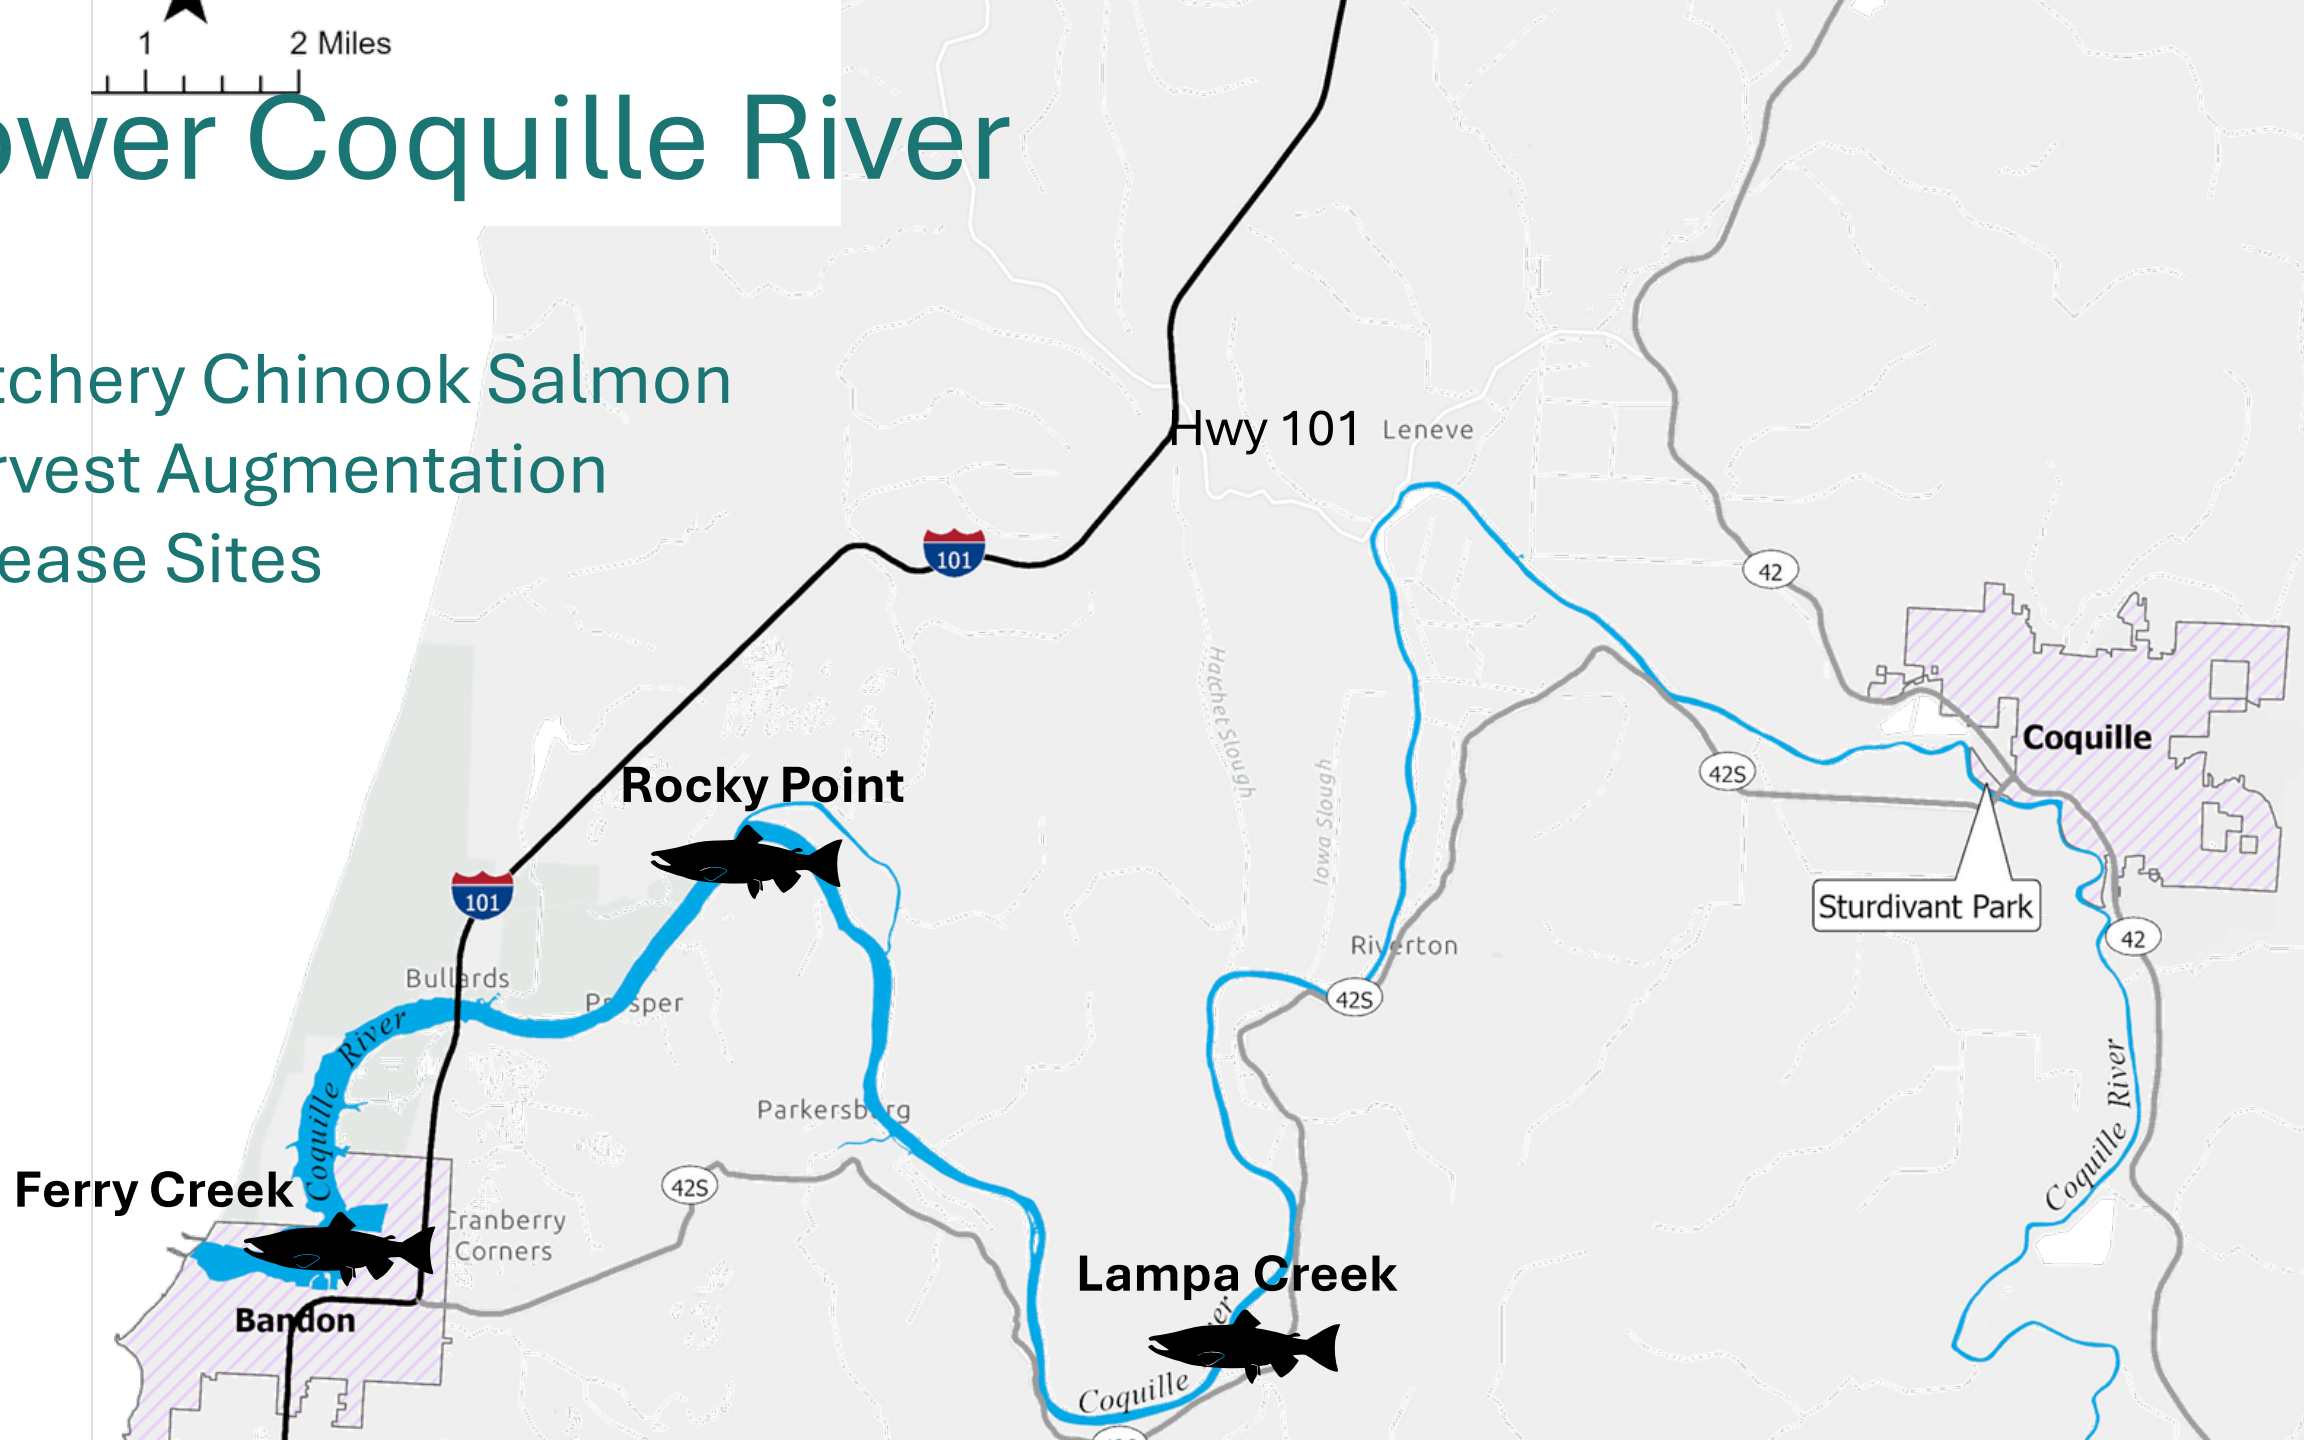 1 2 Miles
ower Coquille River
tchery Chinook Salmon
rvest Augmentation
ease Sites
Hwy 101
Leneve
101
42
Hatchet Slough
Iowa Slough
Coquille
42S
Rocky Point
101
Sturdivant Park
42
Riverton
Bullards
Prosper
42S
Coquille River
Parkersburg
Coquille River
Ferry Creek
42S
Cranberry
Corners
Lampa Creek
Bandon
Coquille er